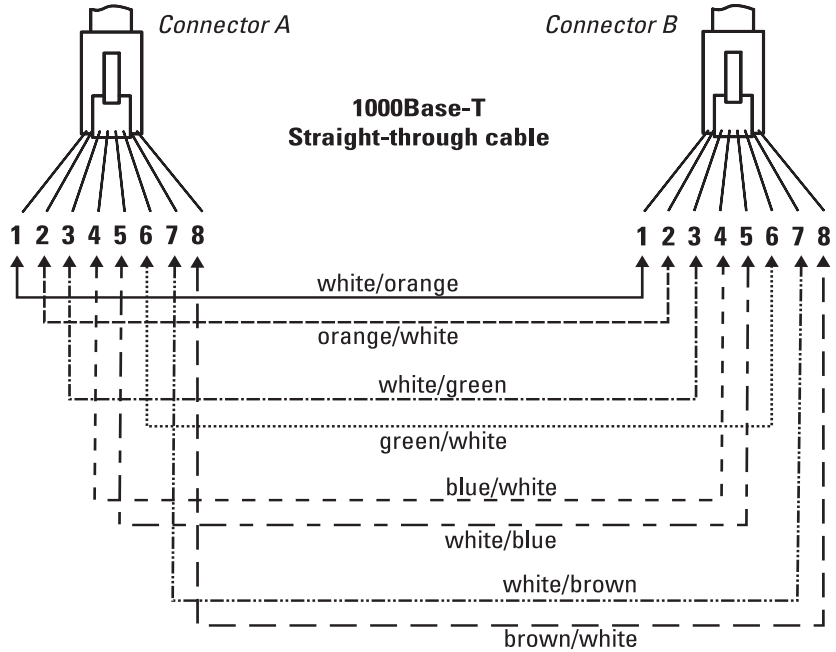 Connector A
Connector B
1000Base-T
Straight-through cable
1 2 3 4 5 6 7 8
1 2 3 4 5 6 7 8
white/orange
orange/white
white/green
green/white
blue/white
white/blue
white/brown
brown/white